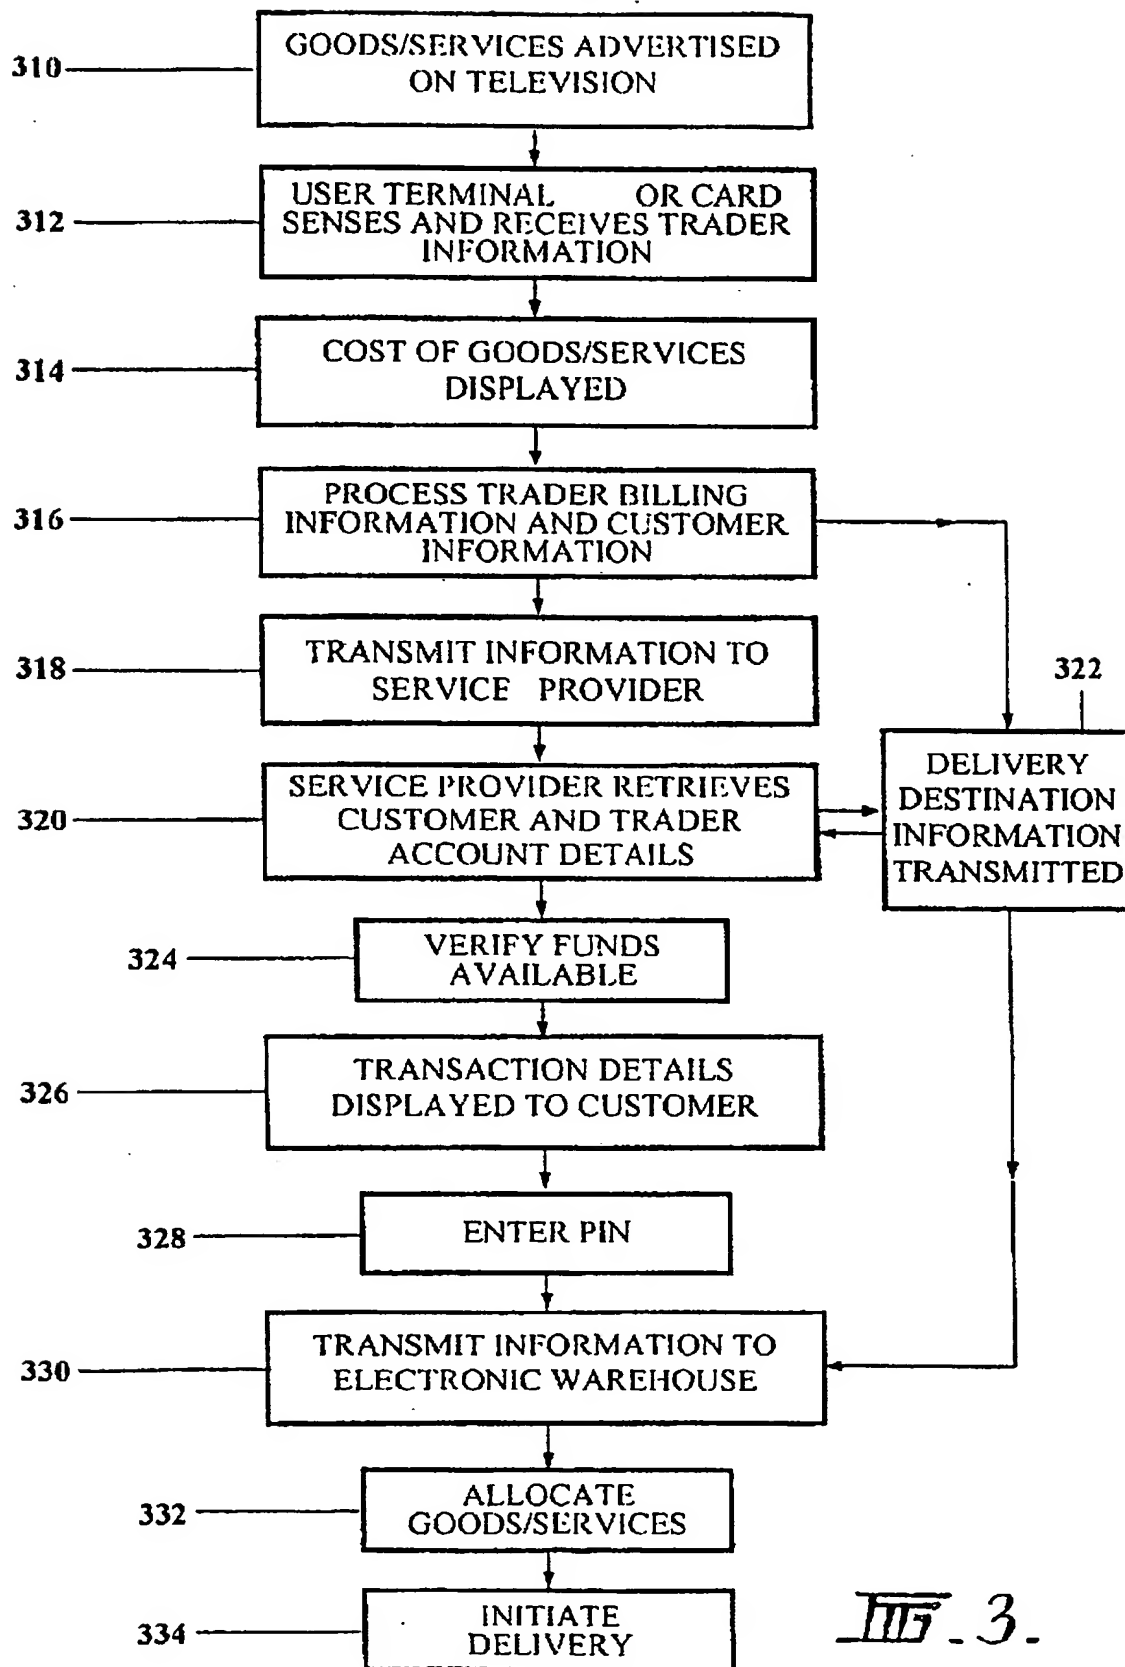 GOODS/SERVICES ADVERTISED
ON TELEVISION
310
USER TERMINAL OR CARD
SENSES AND RECEIVES TRADER
INFORMATION
312
COST OF GOODS/SERVICES
DISPLAYED
314
PROCESS TRADER BILLING
INFORMATION AND CUSTOMER
INFORMATION
316
TRANSMIT INFORMATION TO
SERVICE PROVIDER
318
322
DELIVERY
DESTINATION
INFORMATION
TRANSMITTED
SERVICE PROVIDER RETRIEVES
CUSTOMER AND TRADER
ACCOUNT DETAILS
320
VERIFY FUNDS
AVAILABLE
324
TRANSACTION DETAILS
DISPLAYED TO CUSTOMER
326
ENTER PIN
328
TRANSMIT INFORMATION TO
ELECTRONIC WAREHOUSE
330
ALLOCATE
GOODS/SERVICES
332
INITIATE
DELIVERY
334
FIG. 3.